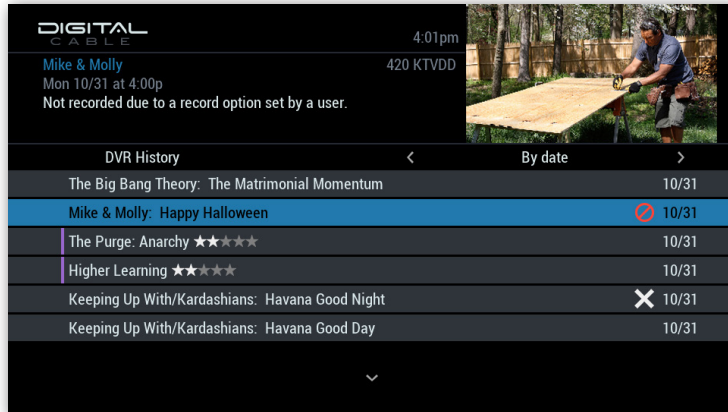 DIGITAL
CABLE
4:01pm
Mike & Molly
420 KTVDD
Mon 10/31 at 4:00p
Not recorded due to a record option set by a user.
DVR History
By date
The Big Bang Theory: The Matrimonial Momentum 10/31
Mike & Molly: Happy Halloween 10/31
The Purge: Anarchy ★★★★★ 10/31
Higher Learning ★★★★★ 10/31
Keeping Up With/Kardashians: Havana Good Night 10/31
Keeping Up With/Kardashians: Havana Good Day 10/31